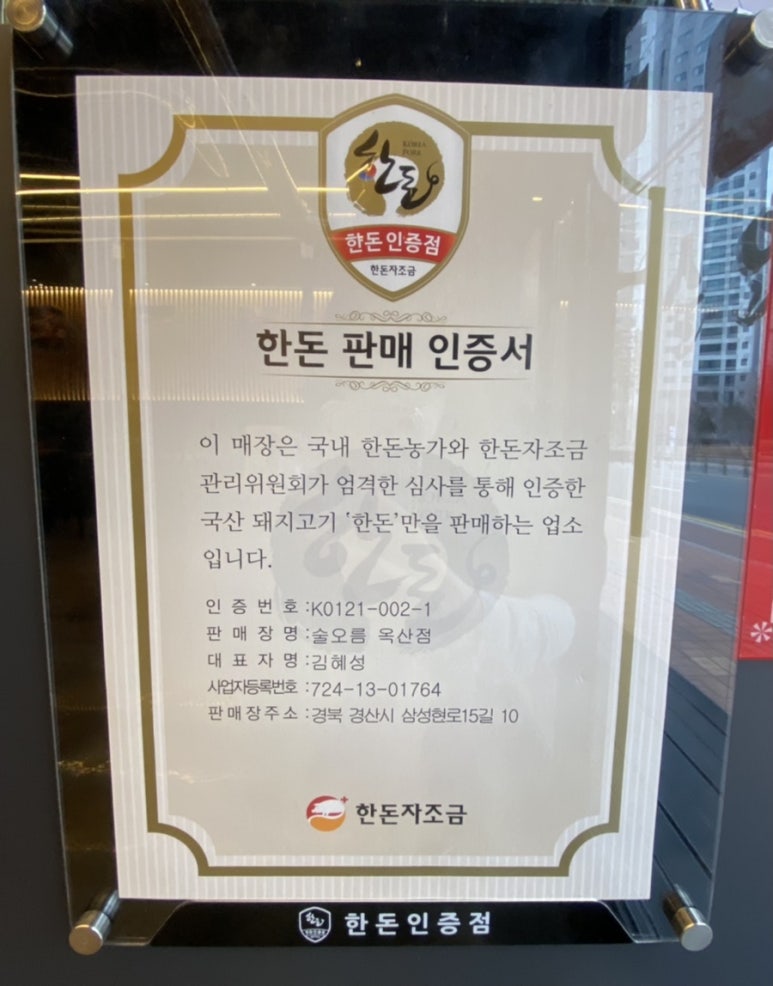 한돈
KOREA
PORK
한돈인증점
한돈자조금
한돈 판매 인증서
이 매장은 국내 한돈농가와 한돈자조금
관리위원회가 엄격한 심사를 통해 인증한
국산 돼지고기 '한돈'만을 판매하는 업소
입니다.
인증번호:K0121-002-1
판매장명:술오름 옥산점
대표자명:김혜성
사업자등록번호:724-13-01764
판매장주소:경북 경산시 삼성현로15길 10
한돈자조금
한돈인증점